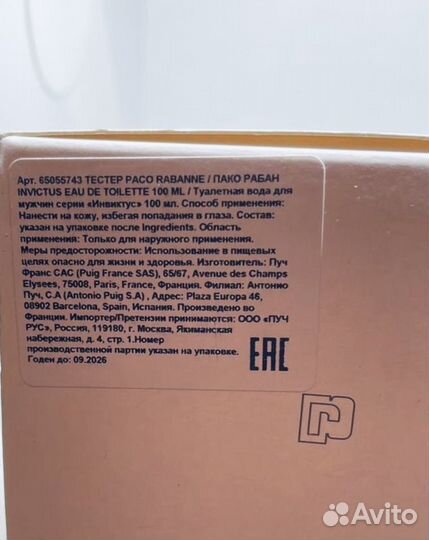 Арт. 65055743 ТЕСТЕР PACO RABANNE / ПАКО РАБАН
INVICTUS EAU DE TOILETTE 100 ML / Туалетная вода для
мужчин серии «Инвиктус» 100 мл. Способ применения:
Нанести на кожу, избегая попадания в глаза. Состав:
указан на упаковке после Ingredients. Область
применения: Только для наружного применения.
Меры предосторожности: Использование в пищевых
целях опасно для жизни и здоровья. Изготовитель: Пуч
Франс САС (Puig France SAS), 65/67, Avenue des Champs
Elysees, 75008, Paris, France, Франция. Филиал: Антонио
Пуч, С.А (Antonio Puig S.A) , Адрес: Plaza Europa 46,
08902 Barcelona, Spain, Испания. Произведено во
Франции. Импортер/Претензии принимаются: ООО «ПУЧ
РУС», Россия, 119180, г. Москва, Якиманская
набережная, д. 4, стр. 1.Номер
производственной партии указан на упаковке.
Годен до: 09.2026
EAC
Avito